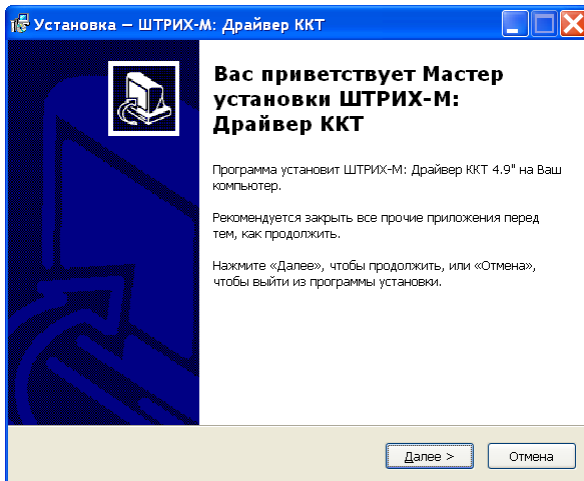 Установка — ШТРИХ-М: Драйвер ККТ
Вас приветствует Мастер
установки ШТРИХ-М:
Драйвер ККТ
Программа установит ШТРИХ-М: Драйвер ККТ 4.9" на Ваш
компьютер.
Рекомендуется закрыть все прочие приложения перед
тем, как продолжить.
Нажмите «Далее», чтобы продолжить, или «Отмена»,
чтобы выйти из программы установки.
Далее >
Отмена